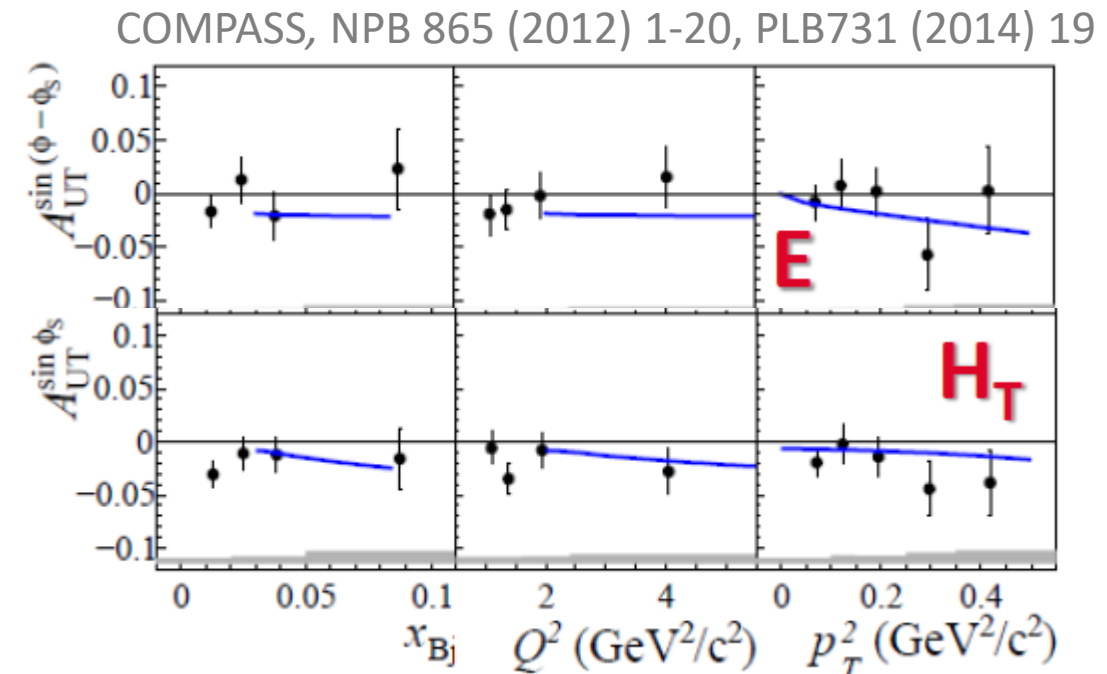 COMPASS, NPB 865 (2012) 1-20, PLB731 (2014) 19
A_UT^sin (ϕ − ϕ_S)
0.1
0.05
0
−0.05
−0.1
E
A_UT^sin ϕ_S
0.1
0.05
0
−0.05
−0.1
H_T
0 0.05 0.1 2 4 0 0.2 0.4
x_Bj Q² (GeV²/c²) p_T² (GeV²/c²)